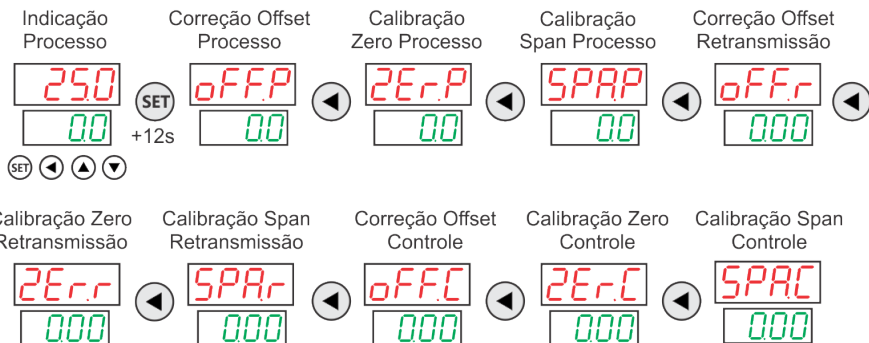 Indicação Processo
Correção Offset Processo
Calibração Zero Processo
Calibração Span Processo
Correção Offset Retransmissão
25.0
0.0
SET
+12s
oFF.P
0.0
2Er.P
0.0
SPA.P
0.0
oFF.r
0.00
SET
Calibração Zero Retransmissão
Calibração Span Retransmissão
Correção Offset Controle
Calibração Zero Controle
Calibração Span Controle
2Er.r
0.00
SPA.r
0.00
oFF.C
0.00
2Er.C
0.00
SPA.C
0.00